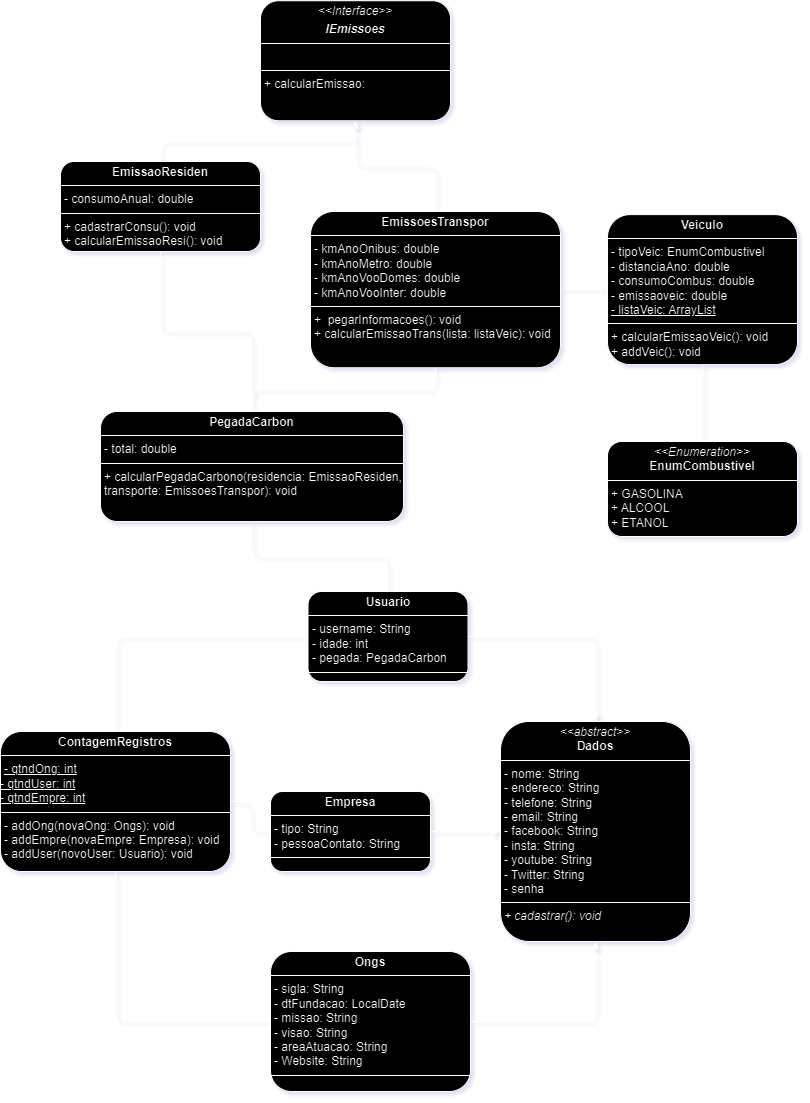 <<Interface>>
IEmissoes
+ calcularEmissao:
EmissaoResiden
- consumoAnual: double
+ cadastrarConsu(): void
+ calcularEmissaoResi(): void
EmissoesTranspor
- kmAnoOnibus: double
- kmAnoMetro: double
- kmAnoVooDomes: double
- kmAnoVooInter: double
+  pegarInformacoes(): void
+ calcularEmissaoTrans(lista: listaVeic): void
Veiculo
- tipoVeic: EnumCombustivel
- distanciaAno: double
- consumoCombus: double
- emissaoveic: double
- listaVeic: ArrayList
+ calcularEmissaoVeic(): void
+ addVeic(): void
PegadaCarbon
- total: double
+ calcularPegadaCarbono(residencia: EmissaoResiden,
transporte: EmissoesTranspor): void
<<Enumeration>>
EnumCombustivel
+ GASOLINA
+ ALCOOL
+ ETANOL
Usuario
- username: String
- idade: int
- pegada: PegadaCarbon
ContagemRegistros
- qtndOng: int
- qtndUser: int
- qtndEmpre: int
+ addOng(novaOng: Ongs): void
+ addEmpre(novaEmpre: Empresa): void
+ addUser(novoUser: Usuario): void
Empresa
- tipo: String
- pessoaContato: String
<<abstract>>
Dados
- nome: String
- endereco: String
- telefone: String
- email: String
- facebook: String
- insta: String
- youtube: String
- Twitter: String
- senha
+ cadastrar(): void
Ongs
- sigla: String
- dtFundacao: LocalDate
- missao: String
- visao: String
- areaAtuacao: String
- Website: String